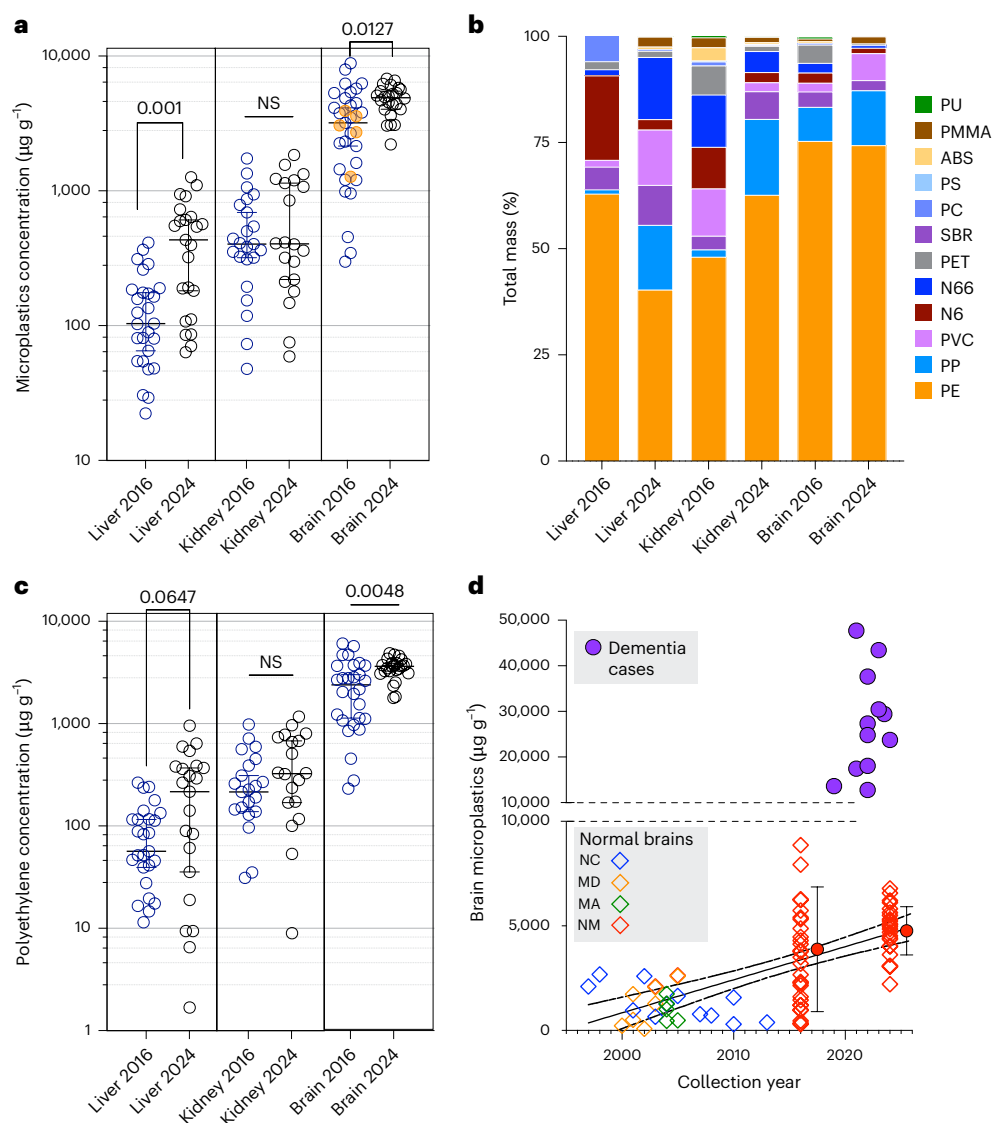 a
Microplastics concentration (µg g⁻¹)
10,000
1,000
100
10
0.001
NS
0.0127
Liver 2016
Liver 2024
Kidney 2016
Kidney 2024
Brain 2016
Brain 2024
b
Total mass (%)
100
75
50
25
0
Liver 2016
Liver 2024
Kidney 2016
Kidney 2024
Brain 2016
Brain 2024
PU
PMMA
ABS
PS
PC
SBR
PET
N66
N6
PVC
PP
PE
c
Polyethylene concentration (µg g⁻¹)
10,000
1,000
100
10
1
0.0647
NS
0.0048
Liver 2016
Liver 2024
Kidney 2016
Kidney 2024
Brain 2016
Brain 2024
d
Brain microplastics (µg g⁻¹)
50,000
40,000
30,000
20,000
10,000
10,000
5,000
0
Dementia
cases
Normal brains
NC
MD
MA
NM
2000
2010
2020
Collection year